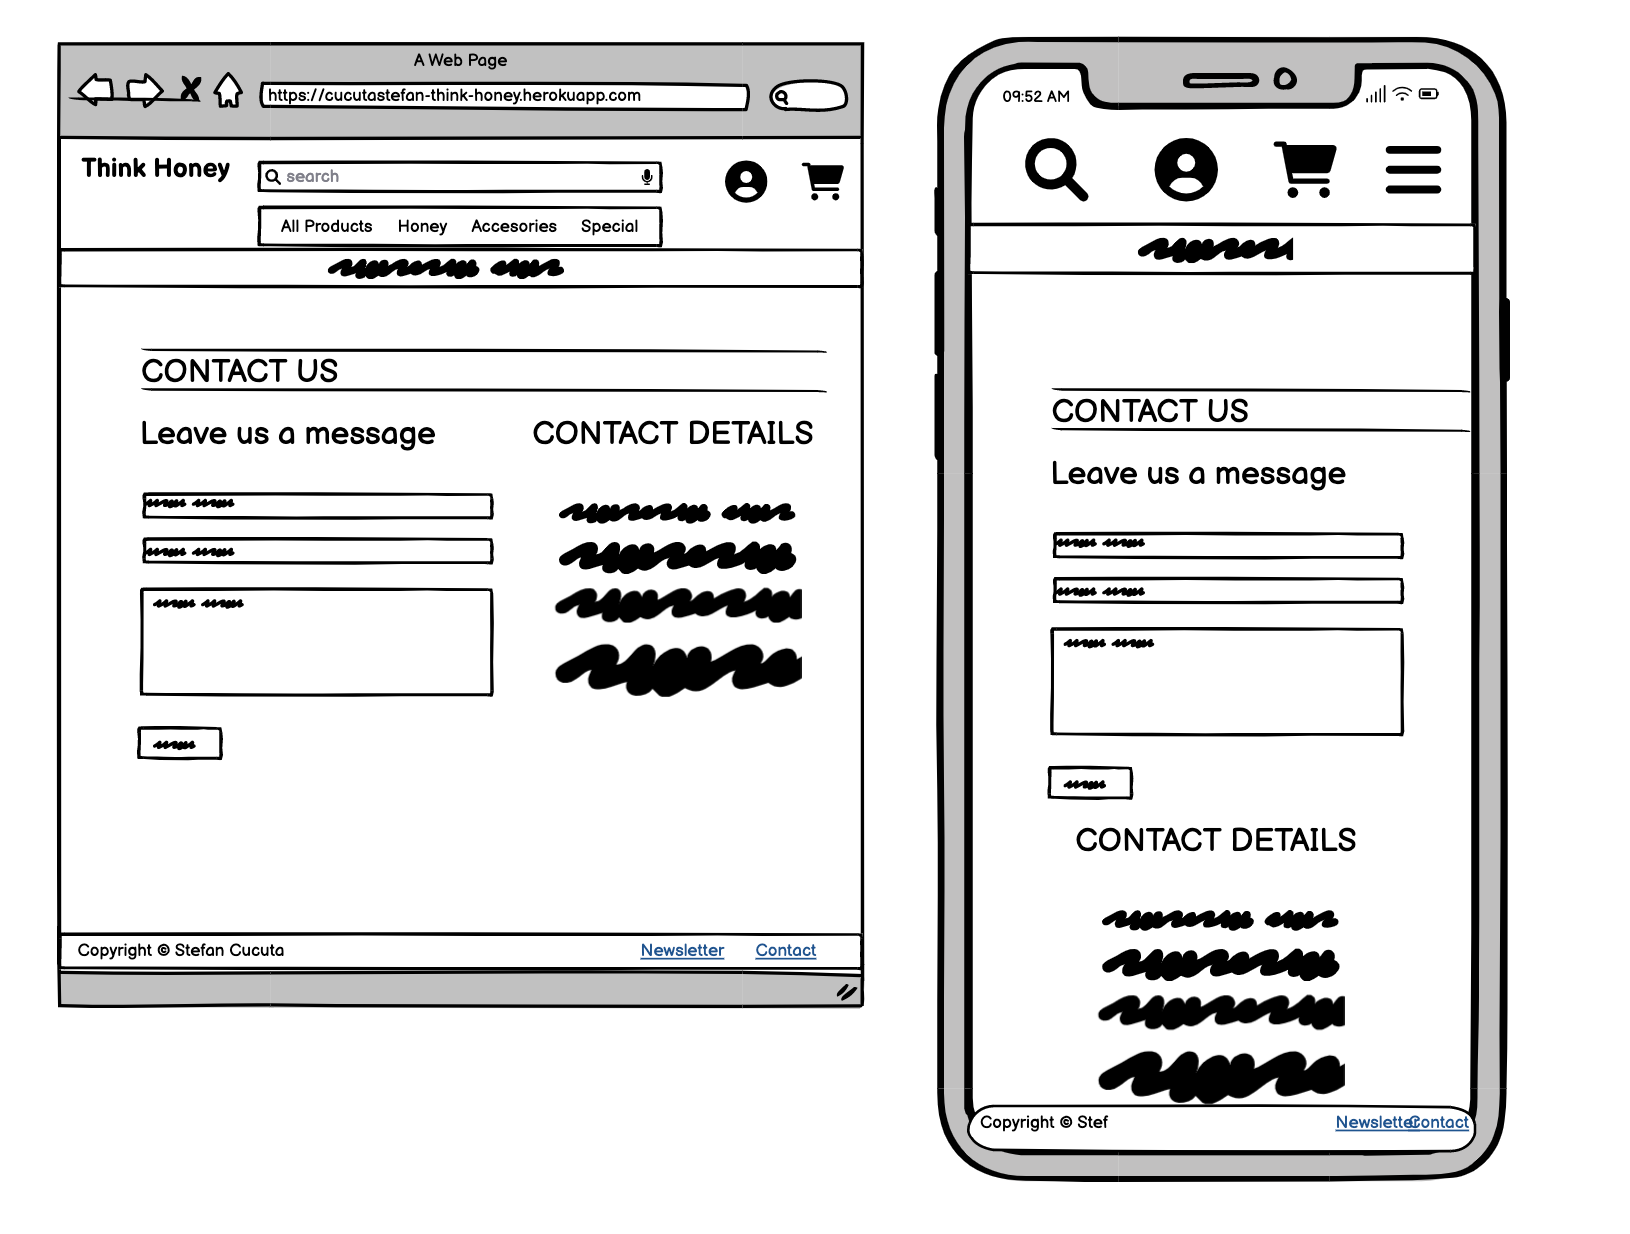 A Web Page
https://cucutastefan-think-honey.herokuapp.com
Think Honey
search
All Products Honey Accesories Special
CONTACT US
Leave us a message
CONTACT DETAILS
Copyright © Stefan Cucuta Newsletter Contact
09:52 AM
CONTACT US
Leave us a message
CONTACT DETAILS
Copyright © Stef Newsletter Contact